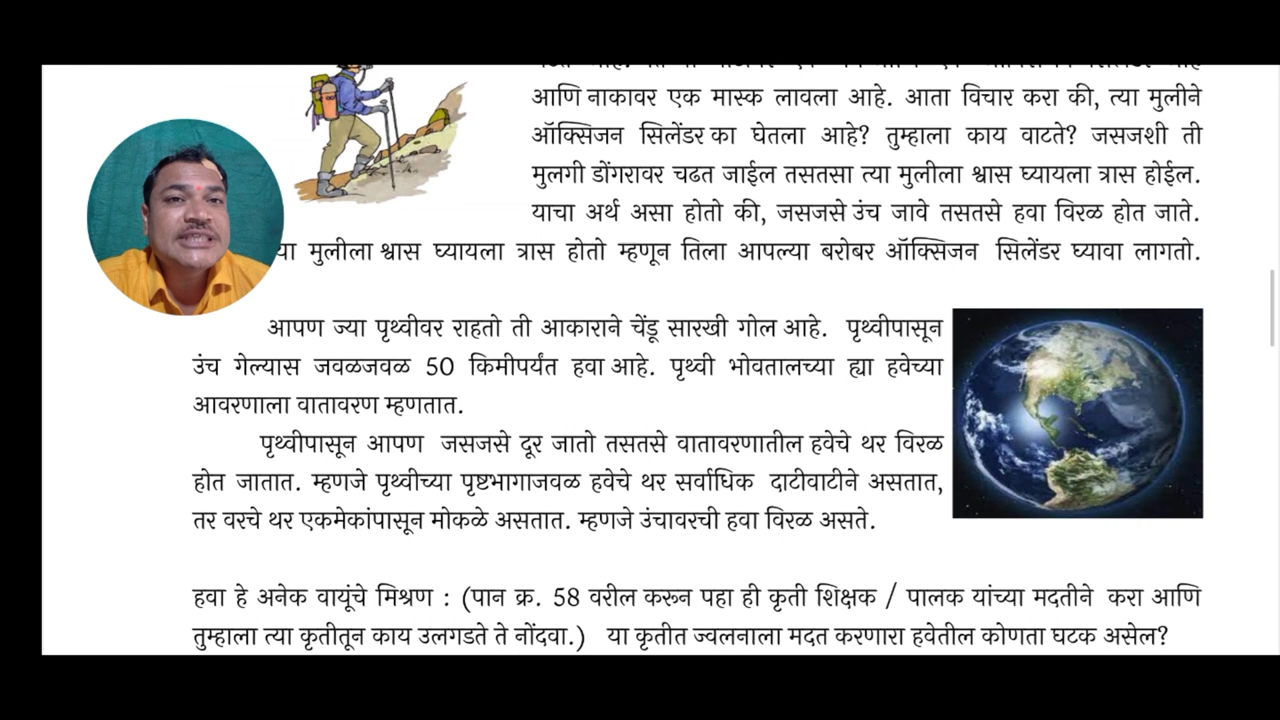 आणि नाकावर एक मास्क लावला आहे. आता विचार करा की, त्या मुलीने
ऑक्सिजन सिलेंडर का घेतला आहे? तुम्हाला काय वाटते? जसजशी ती
मुलगी डोंगरावर चढत जाईल तसतसा त्या मुलीला श्वास घ्यायला त्रास होईल.
याचा अर्थ असा होतो की, जसजसे उंच जावे तसतसे हवा विरळ होत जाते.
मुलीला श्वास घ्यायला त्रास होतो म्हणून तिला आपल्या बरोबर ऑक्सिजन सिलेंडर घ्यावा लागतो.
आपण ज्या पृथ्वीवर राहतो ती आकाराने चेंडू सारखी गोल आहे. पृथ्वीपासून
उंच गेल्यास जवळजवळ 50 किमीपर्यंत हवा आहे. पृथ्वी भोवतालच्या ह्या हवेच्या
आवरणाला वातावरण म्हणतात.
पृथ्वीपासून आपण जसजसे दूर जातो तसतसे वातावरणातील हवेचे थर विरळ
होत जातात. म्हणजे पृथ्वीच्या पृष्टभागाजवळ हवेचे थर सर्वाधिक दाटीवाटीने असतात,
तर वरचे थर एकमेकांपासून मोकळे असतात. म्हणजे उंचावरची हवा विरळ असते.
हवा हे अनेक वायूंचे मिश्रण : (पान क्र. 58 वरील करून पहा ही कृती शिक्षक / पालक यांच्या मदतीने करा आणि
तुम्हाला त्या कृतीतून काय उलगडते ते नोंदवा.) या कृतीत ज्वलनाला मदत करणारा हवेतील कोणता घटक असेल?